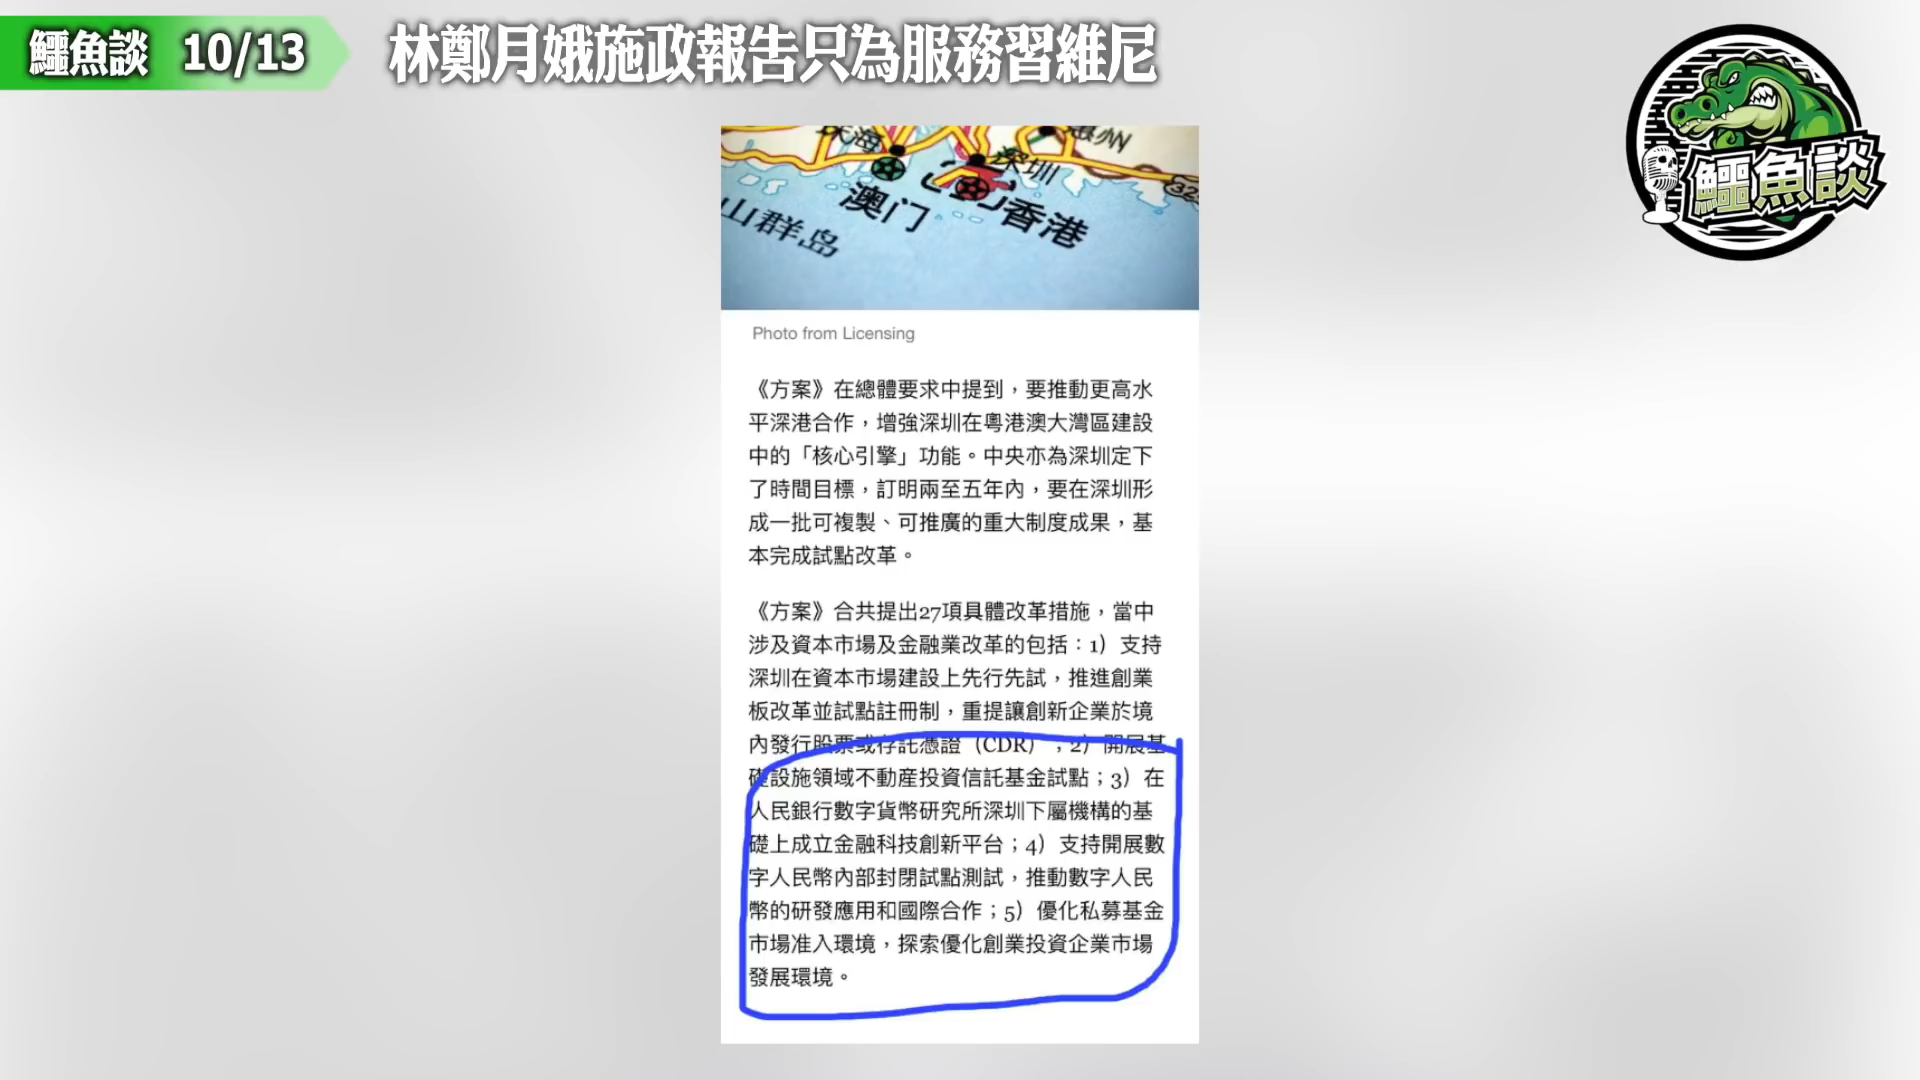 鱷魚談 10/13 林鄭月娥施政報告只為服務習維尼
鱷魚談
珠海
惠州
深圳
澳门
香港
山群岛
Photo from Licensing
《方案》在總體要求中提到，要推動更高水
平深港合作，增強深圳在粵港澳大灣區建設
中的「核心引擎」功能。中央亦為深圳定下
了時間目標，訂明兩至五年內，要在深圳形
成一批可複製、可推廣的重大制度成果，基
本完成試點改革。
《方案》合共提出27項具體改革措施，當中
涉及資本市場及金融業改革的包括：1）支持
深圳在資本市場建設上先行先試，推進創業
板改革並試點註冊制，重提讓創新企業於境
內發行股票或存託憑證（CDR）；2）開展基
礎設施領域不動產投資信託基金試點；3）在
人民銀行數字貨幣研究所深圳下屬機構的基
礎上成立金融科技創新平台；4）支持開展數
字人民幣內部封閉試點測試，推動數字人民
幣的研發應用和國際合作；5）優化私募基金
市場准入環境，探索優化創業投資企業市場
發展環境。